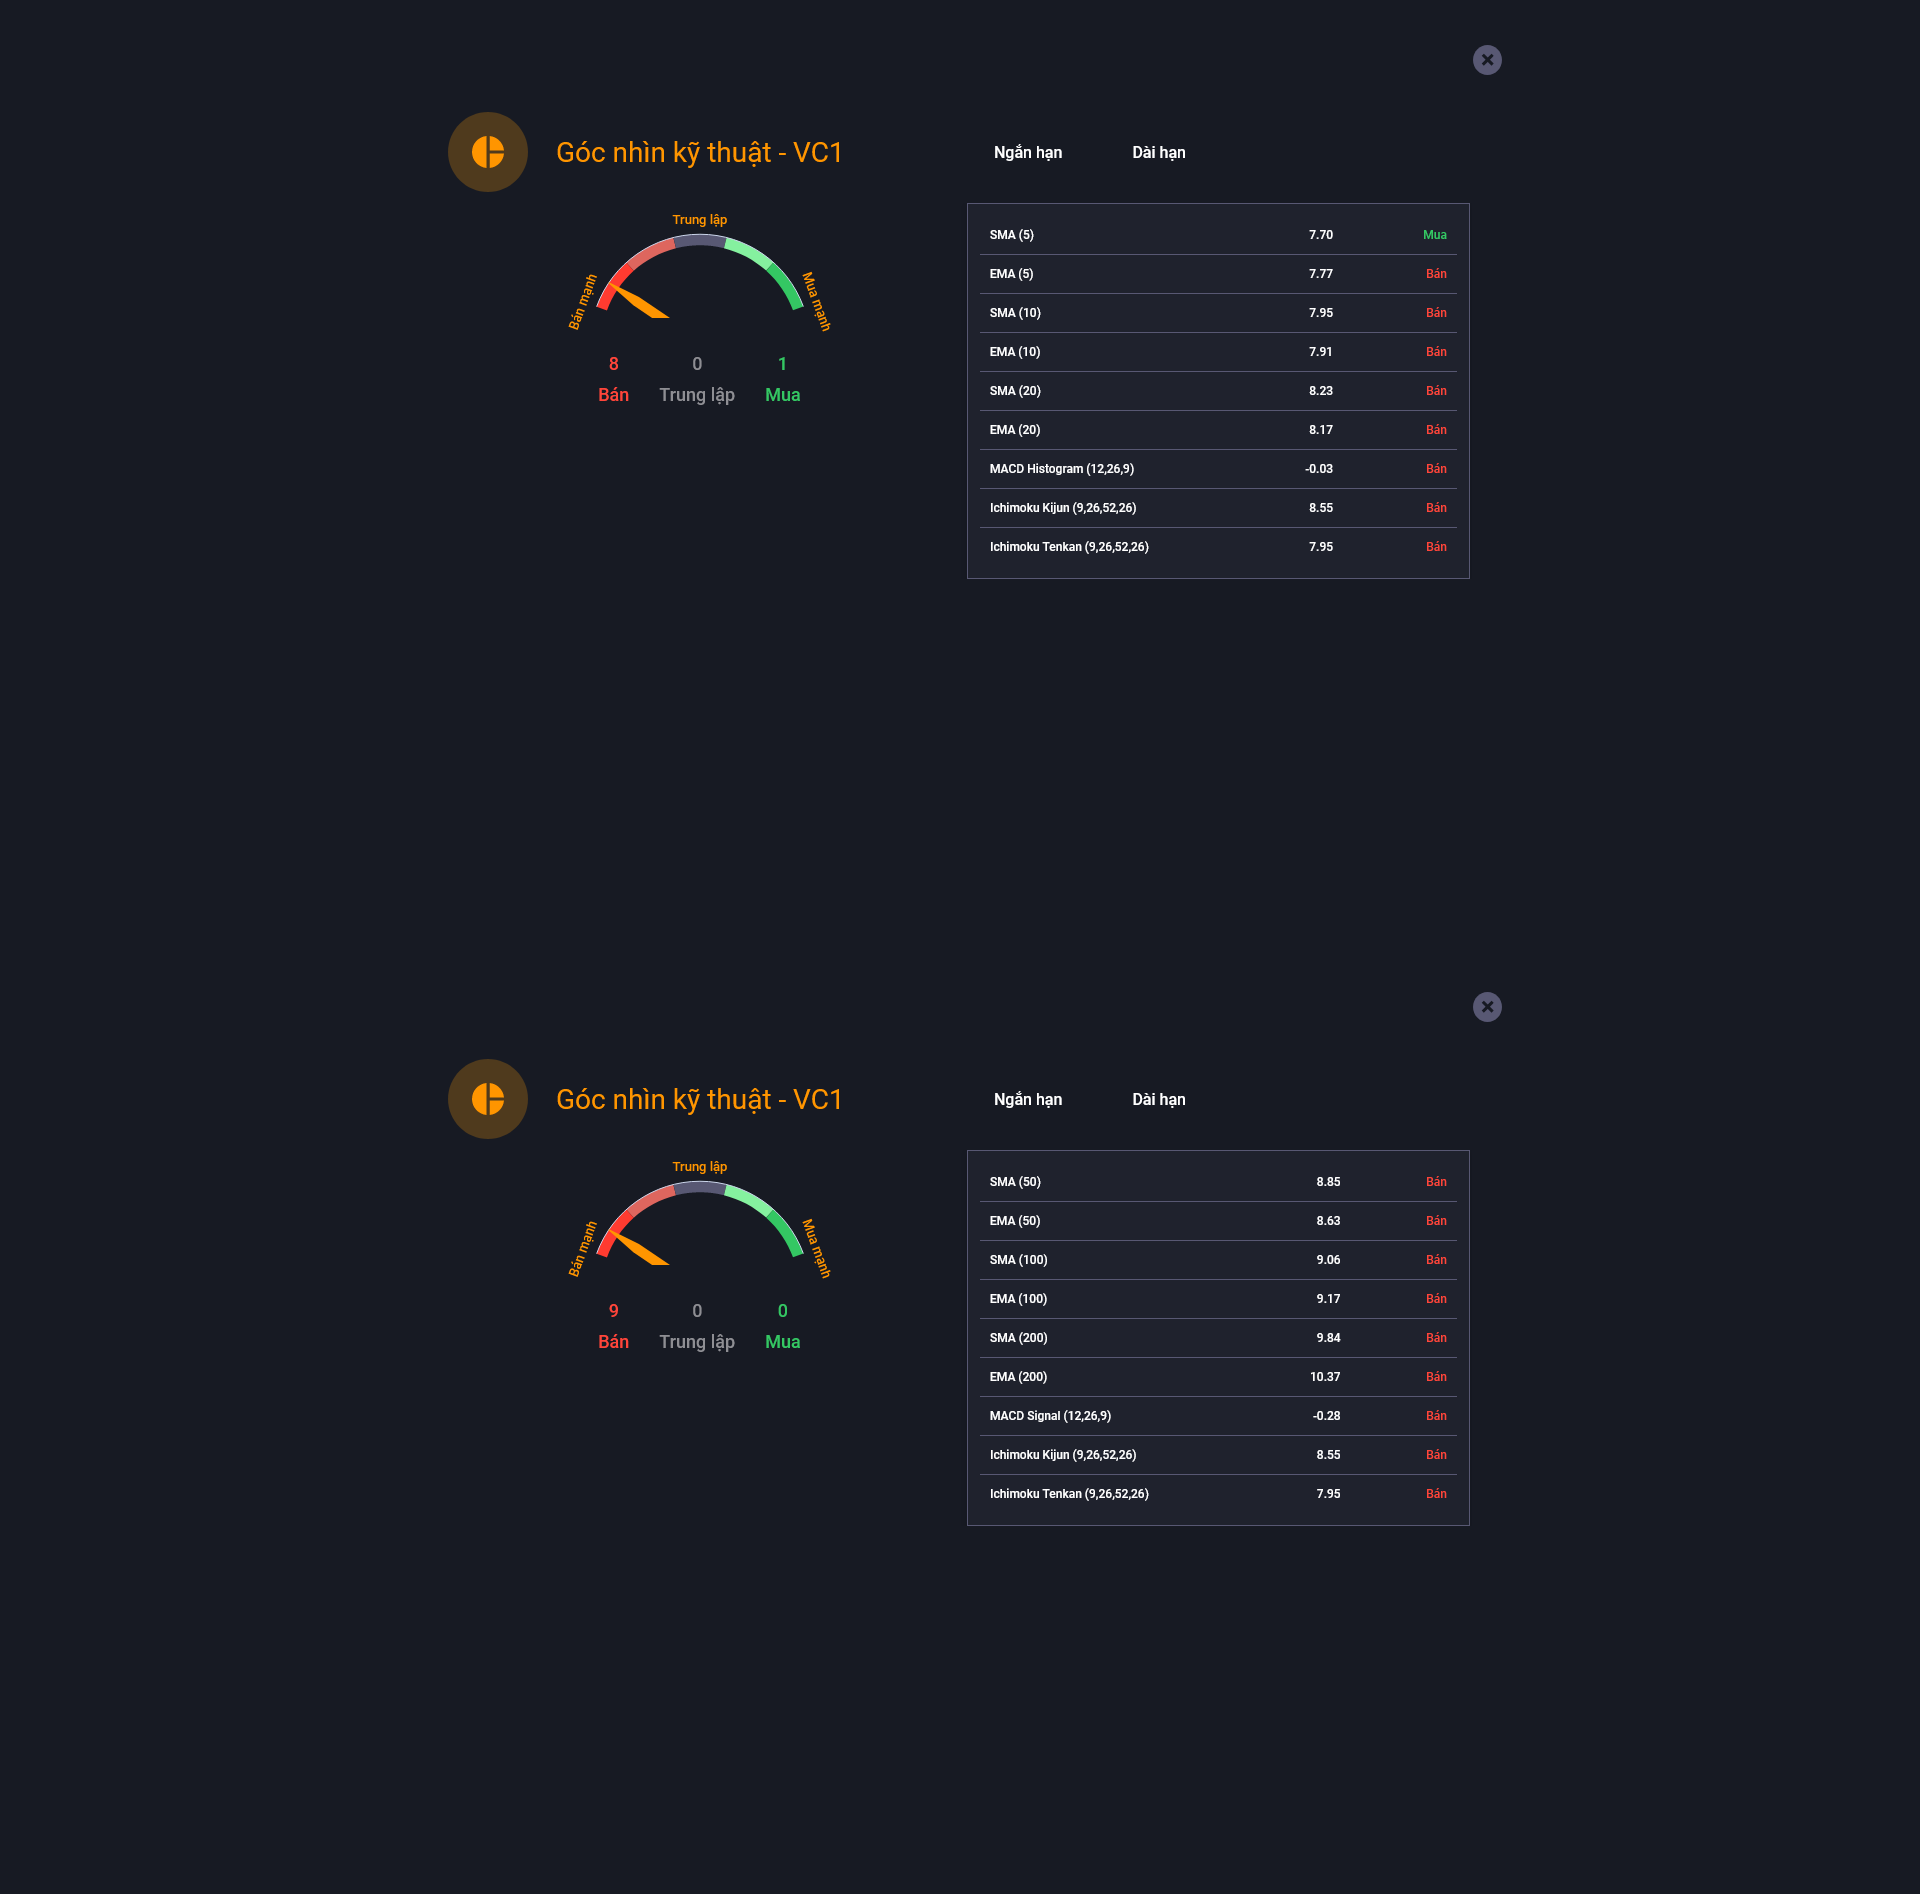 Góc nhìn kỹ thuật - VC1
Ngắn hạn Dài hạn
Trung lập
Bán mạnh
Mua mạnh
8 0 1
Bán Trung lập Mua
SMA (5) 7.70 Mua
EMA (5) 7.77 Bán
SMA (10) 7.95 Bán
EMA (10) 7.91 Bán
SMA (20) 8.23 Bán
EMA (20) 8.17 Bán
MACD Histogram (12,26,9) -0.03 Bán
Ichimoku Kijun (9,26,52,26) 8.55 Bán
Ichimoku Tenkan (9,26,52,26) 7.95 Bán
Góc nhìn kỹ thuật - VC1
Ngắn hạn Dài hạn
Trung lập
Bán mạnh
Mua mạnh
9 0 0
Bán Trung lập Mua
SMA (50) 8.85 Bán
EMA (50) 8.63 Bán
SMA (100) 9.06 Bán
EMA (100) 9.17 Bán
SMA (200) 9.84 Bán
EMA (200) 10.37 Bán
MACD Signal (12,26,9) -0.28 Bán
Ichimoku Kijun (9,26,52,26) 8.55 Bán
Ichimoku Tenkan (9,26,52,26) 7.95 Bán